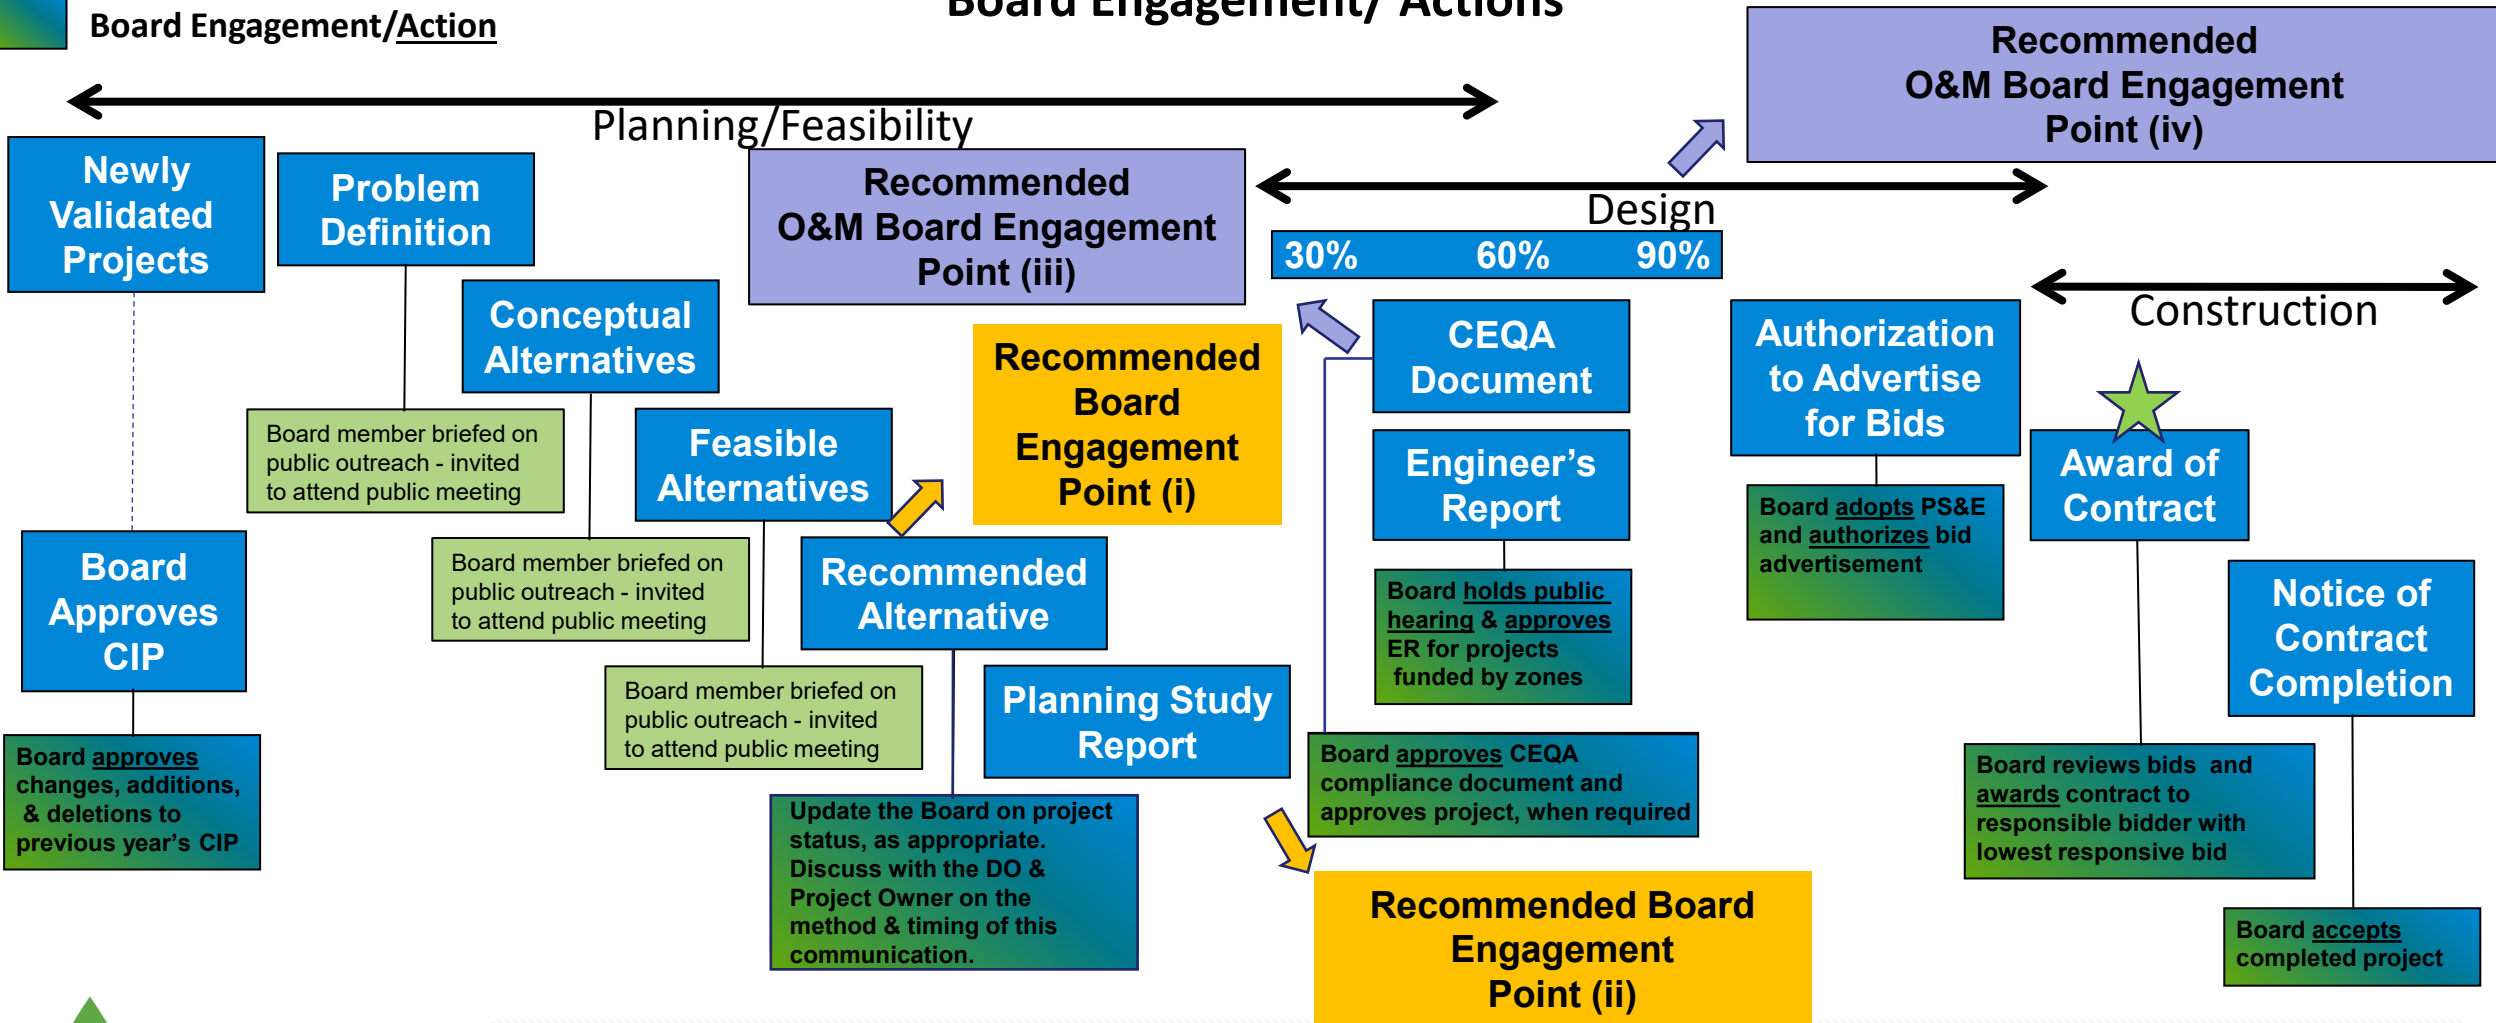 Board Engagement/ Actions
Board Engagement/Action
Planning/Feasibility
Newly
Validated
Projects
Board
Approves
CIP
Board approves
changes, additions,
& deletions to
previous year’s CIP
Problem
Definition
Board member briefed on
public outreach - invited
to attend public meeting
Conceptual
Alternatives
Board member briefed on
public outreach - invited
to attend public meeting
Feasible
Alternatives
Board member briefed on
public outreach - invited
to attend public meeting
Recommended
Alternative
Update the Board on project
status, as appropriate.
Discuss with the DO &
Project Owner on the
method & timing of this
communication.
Planning Study
Report
Recommended
Board
Engagement
Point (i)
Recommended Board
Engagement
Point (ii)
Recommended
O&M Board Engagement
Point (iii)
Recommended
O&M Board Engagement
Point (iv)
Design
30% 60% 90%
CEQA
Document
Engineer’s
Report
Board holds public
hearing & approves
ER for projects
funded by zones
Board approves CEQA
compliance document and
approves project, when required
Authorization
to Advertise
for Bids
Board adopts PS&E
and authorizes bid
advertisement
Construction
Award of
Contract
Board reviews bids and
awards contract to
responsible bidder with
lowest responsive bid
Notice of
Contract
Completion
Board accepts
completed project